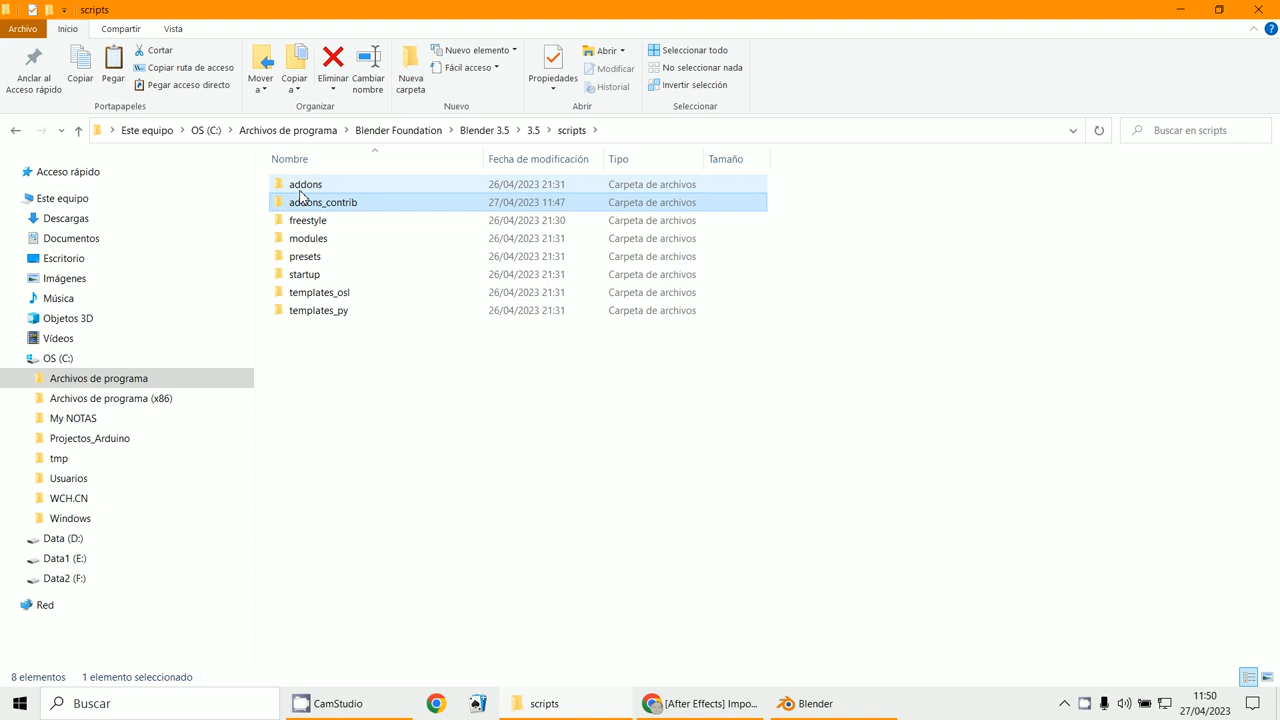 scripts
Archivo Inicio Compartir Vista
Anclar al Acceso rápido
Copiar
Pegar
Cortar
Copiar ruta de acceso
Pegar acceso directo
Portapapeles
Mover a
Copiar a
Eliminar
Cambiar nombre
Organizar
Nueva carpeta
Nuevo elemento
Fácil acceso
Nuevo
Propiedades
Abrir
Modificar
Historial
Abrir
Seleccionar todo
No seleccionar nada
Invertir selección
Seleccionar
Este equipo > OS (C:) > Archivos de programa > Blender Foundation > Blender 3.5 > 3.5 > scripts >
Buscar en scripts
Acceso rápido
Este equipo
Descargas
Documentos
Escritorio
Imágenes
Música
Objetos 3D
Vídeos
OS (C:)
Archivos de programa
Archivos de programa (x86)
My NOTAS
Projectos_Arduino
tmp
Usuarios
WCH.CN
Windows
Data (D:)
Data1 (E:)
Data2 (F:)
Red
Nombre Fecha de modificación Tipo Tamaño
addons 26/04/2023 21:31 Carpeta de archivos
addons_contrib 27/04/2023 11:47 Carpeta de archivos
freestyle 26/04/2023 21:30 Carpeta de archivos
modules 26/04/2023 21:31 Carpeta de archivos
presets 26/04/2023 21:31 Carpeta de archivos
startup 26/04/2023 21:31 Carpeta de archivos
templates_osl 26/04/2023 21:31 Carpeta de archivos
templates_py 26/04/2023 21:31 Carpeta de archivos
8 elementos 1 elemento seleccionado
Buscar
CamStudio
scripts
[After Effects] Impo...
Blender
11:50
27/04/2023